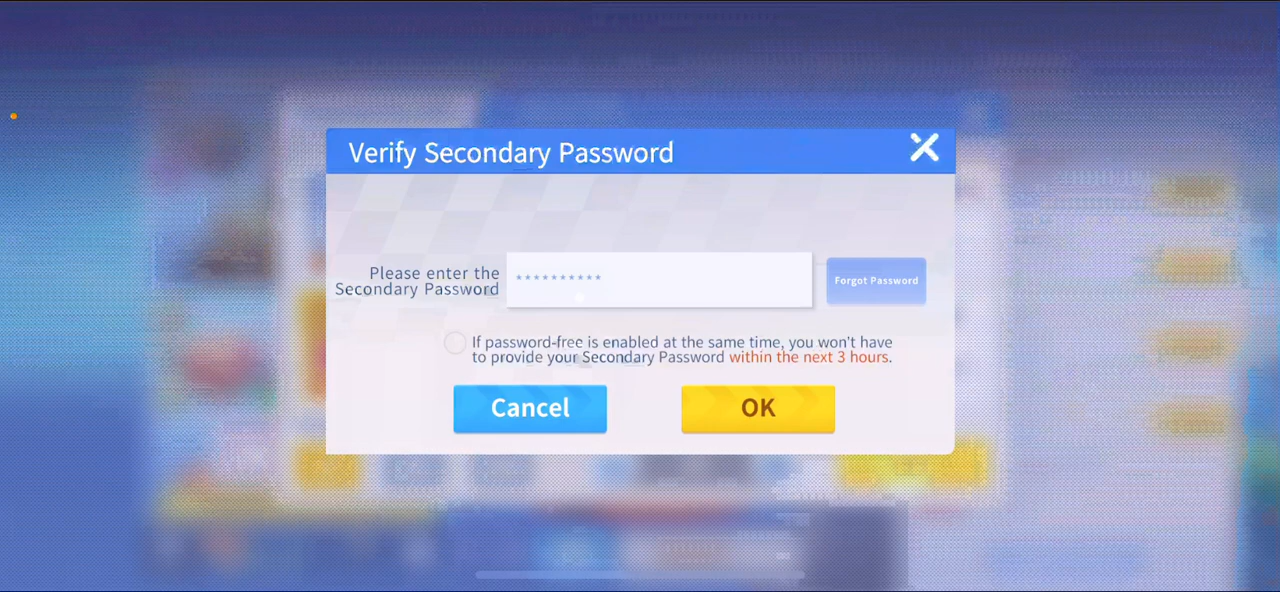 Verify Secondary Password
Please enter the
Secondary Password
**********
Forgot Password
If password-free is enabled at the same time, you won't have
to provide your Secondary Password within the next 3 hours.
Cancel
OK